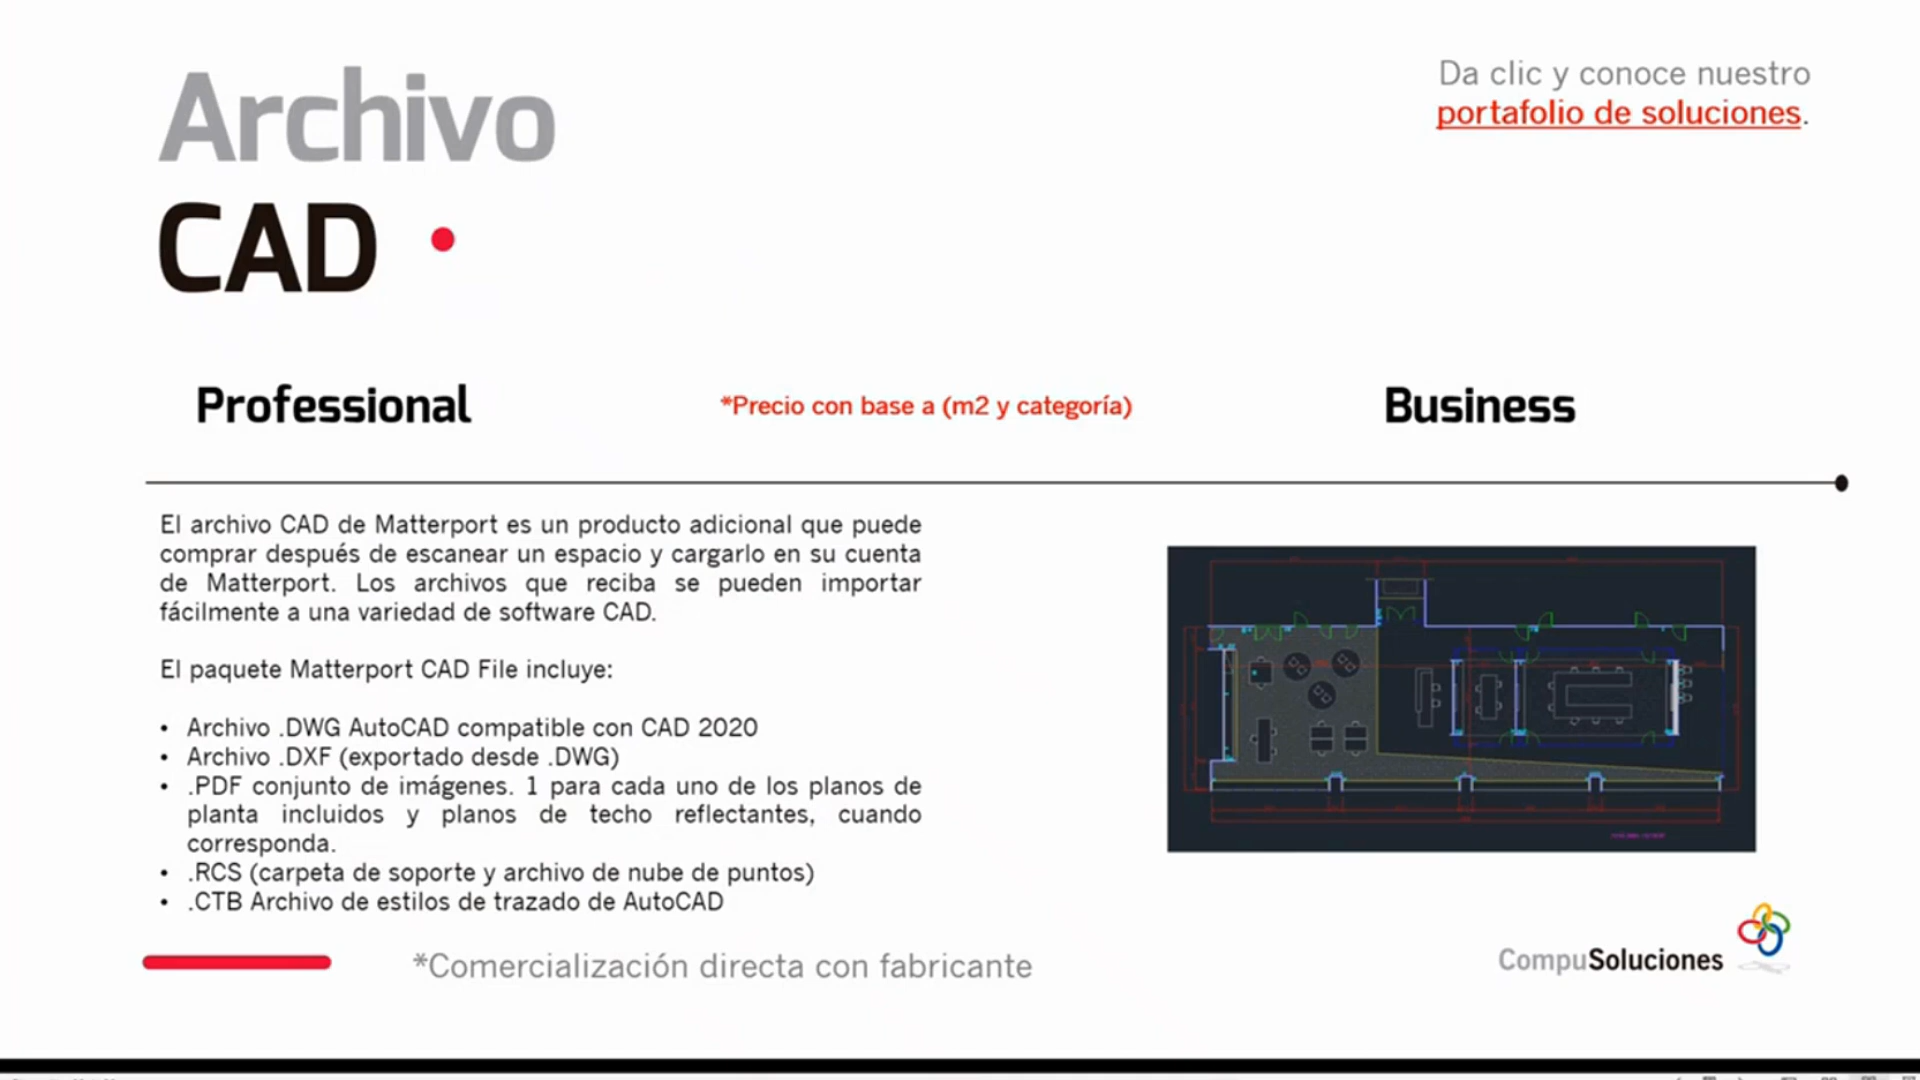 Archivo
CAD
Da clic y conoce nuestro
portafolio de soluciones.
Professional
*Precio con base a (m2 y categoría)
Business
El archivo CAD de Matterport es un producto adicional que puede
comprar después de escanear un espacio y cargarlo en su cuenta
de Matterport. Los archivos que reciba se pueden importar
fácilmente a una variedad de software CAD.
El paquete Matterport CAD File incluye:
• Archivo .DWG AutoCAD compatible con CAD 2020
• Archivo .DXF (exportado desde .DWG)
• .PDF conjunto de imágenes. 1 para cada uno de los planos de
planta incluidos y planos de techo reflectantes, cuando
corresponda.
• .RCS (carpeta de soporte y archivo de nube de puntos)
• .CTB Archivo de estilos de trazado de AutoCAD
*Comercialización directa con fabricante
CompuSoluciones